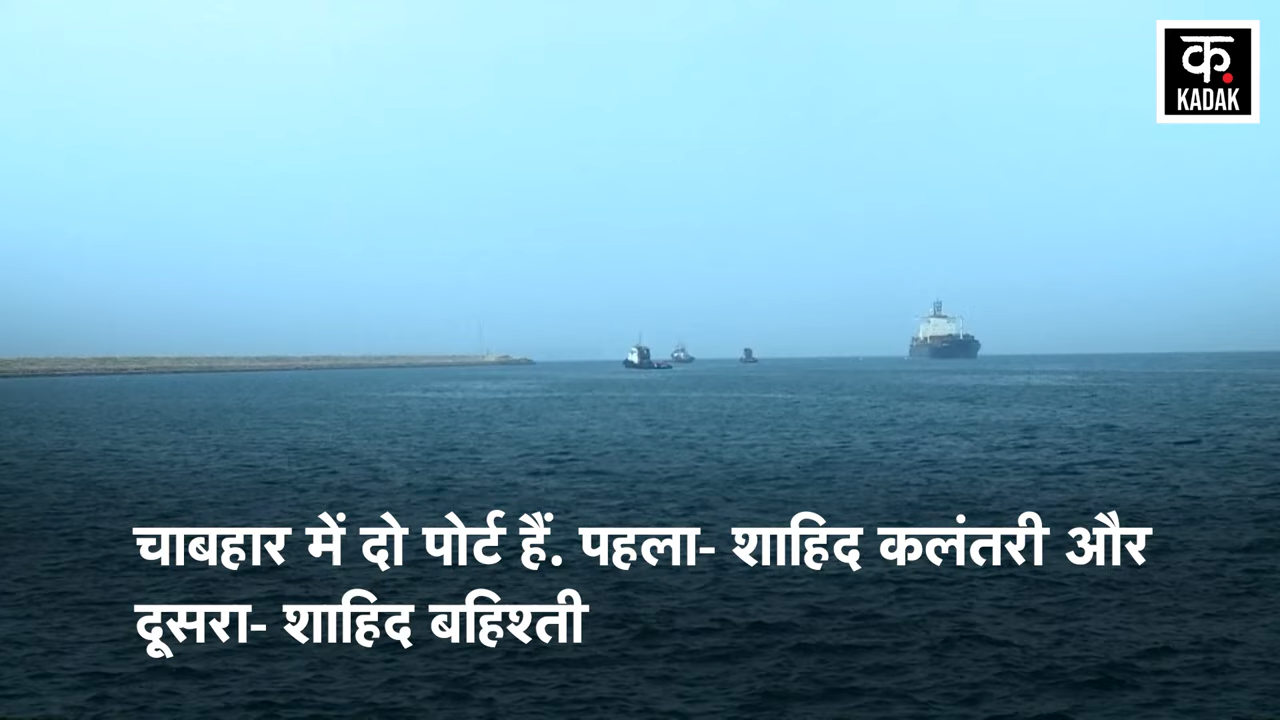 क.
KADAK
चाबहार में दो पोर्ट हैं. पहला- शाहिद कलंतरी और
दूसरा- शाहिद बहिश्ती